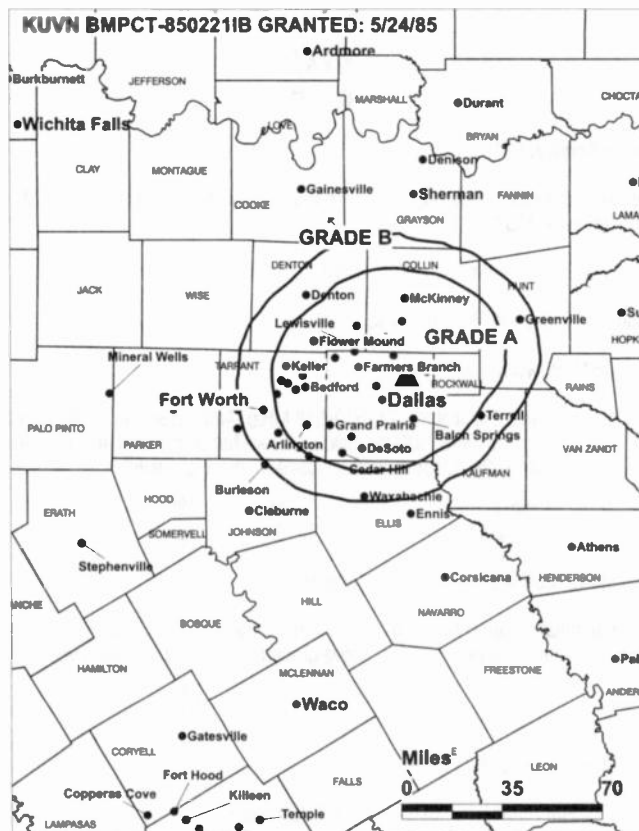 KUVN BMPCT-850221IB GRANTED: 5/24/85
Ardmore
Burkburnett
JEFFERSON
MARSHALL
Durant
CHOCTA
Wichita Falls
LOVE
BRYAN
CLAY
MONTAGUE
Denison
Gainesville
Sherman
FANNIN
COOKE
GRAYSON
LAMA
GRADE B
DENTON
COLLIN
JACK
WISE
HUNT
Denton
McKinney
Lewisville
Greenville
Su
Flower Mound
GRADE A
HOPK
Mineral Wells
TARRANT
Keller
Farmers Branch
Bedford
ROCKWALL
RAINS
Fort Worth
Dallas
Terrell
PALO PINTO
Grand Prairie
PARKER
Arlington
Balch Springs
VAN ZANDT
DeSoto
Cedar Hill
KAUFMAN
Burleson
HOOD
Waxahachie
ERATH
Cleburne
ELLIS
Ennis
SOMERVELL
JOHNSON
Stephenville
Athens
Corsicana
HENDERSON
ANCHE
HILL
NAVARRO
BOSQUE
HAMILTON
MCLENNAN
FREESTONE
Pal
ANDER
Waco
Gatesville
CORYELL
Miles
LEON
Fort Hood
FALLS
0 35 70
Copperas Cove
Killeen
Temple
LAMPASAS